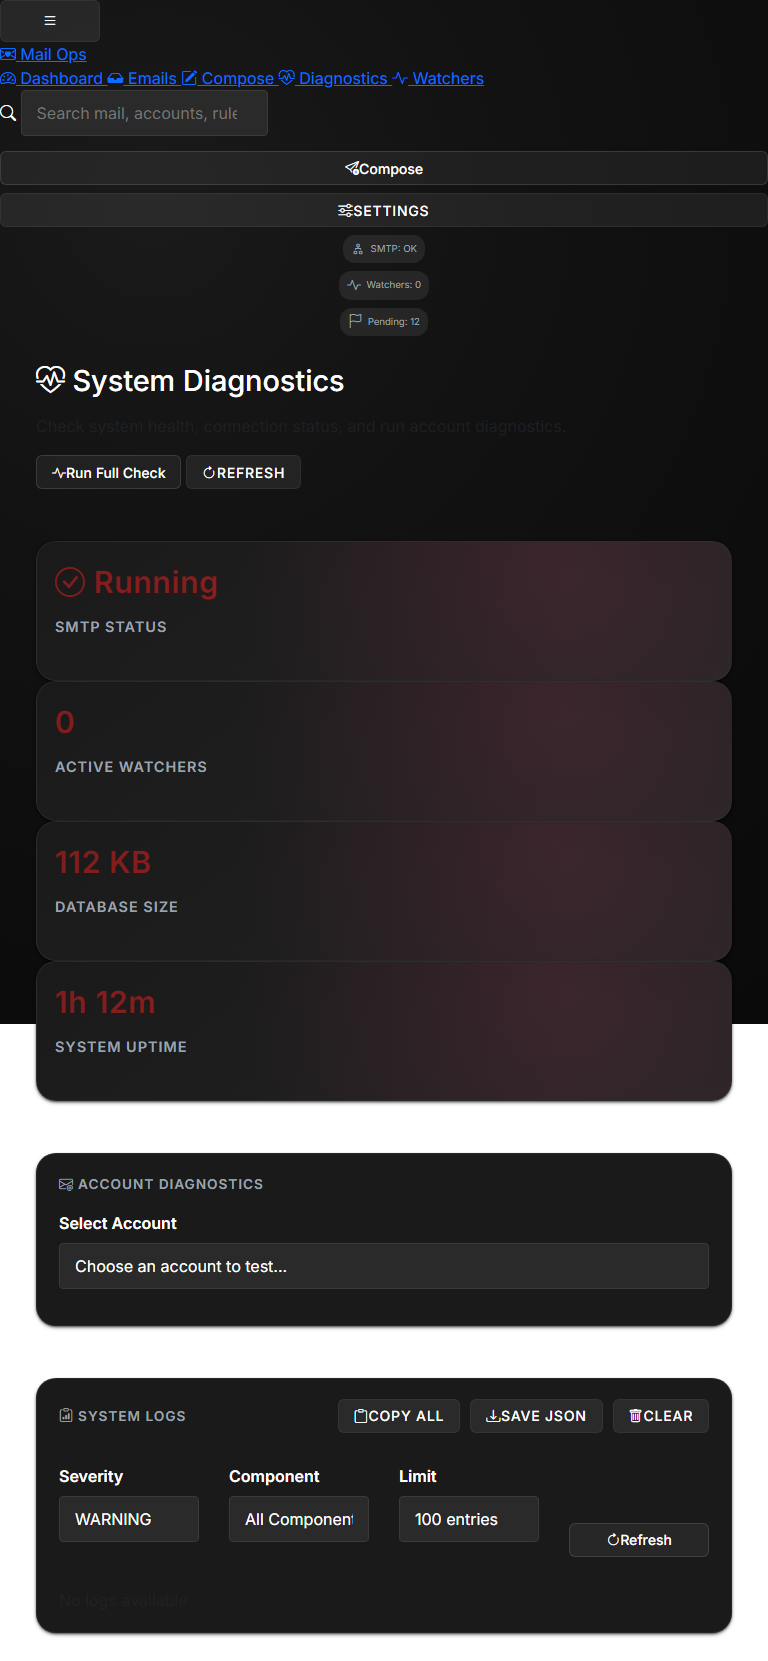 Mail Ops
Dashboard Emails Compose Diagnostics Watchers
Search mail, accounts, rule
Compose
SETTINGS
SMTP: OK
Watchers: 0
Pending: 12
System Diagnostics
Check system health, connection status, and run account diagnostics.
Run Full Check REFRESH
Running
SMTP STATUS
0
ACTIVE WATCHERS
112 KB
DATABASE SIZE
1h 12m
SYSTEM UPTIME
ACCOUNT DIAGNOSTICS
Select Account
Choose an account to test...
SYSTEM LOGS COPY ALL SAVE JSON CLEAR
Severity Component Limit
WARNING All Component 100 entries
Refresh
No logs available.